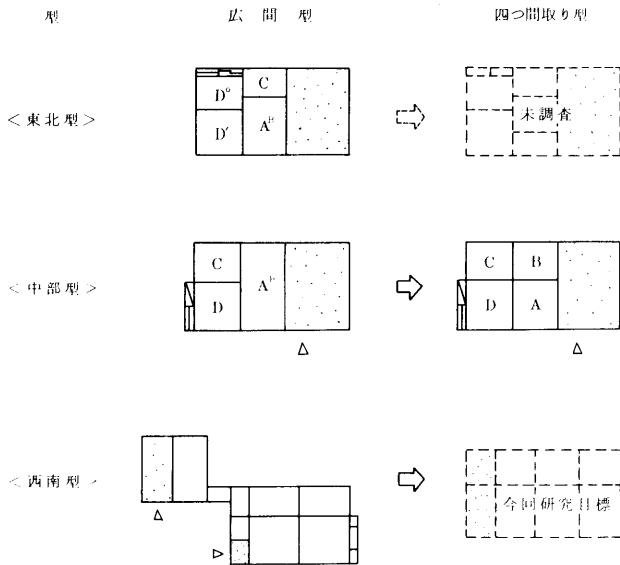 型 広間型 四つ間取り型
<東北型>
D° C
D′ A^H
未調査
<中部型>
C
D A^H
C B
D A
<西南型>
今回研究目標